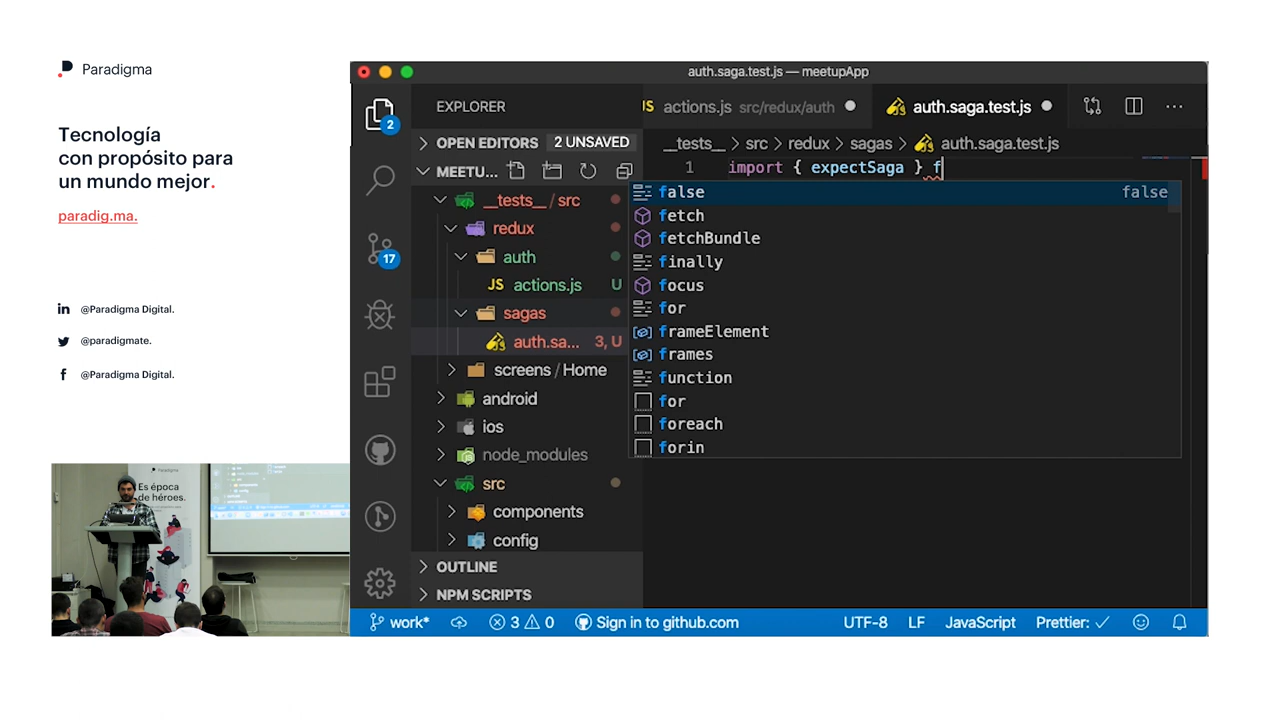 Paradigma
Tecnología
con propósito para
un mundo mejor.
paradig.ma.
@Paradigma Digital.
@paradigmate.
@Paradigma Digital.
Paradigma
Es época
de héroes.
auth.saga.test.js — meetupApp
2
17
EXPLORER
OPEN EDITORS 2 UNSAVED
MEETU...
__tests__ / src
redux
auth
JS actions.js U
sagas
auth.sa... 3, U
screens / Home
android
ios
node_modules
src
components
config
OUTLINE
NPM SCRIPTS
JS actions.js src/redux/auth
auth.saga.test.js
__tests__ > src > redux > sagas > auth.saga.test.js
1 import { expectSaga } f
false false
fetch
fetchBundle
finally
focus
for
frameElement
frames
function
for
foreach
forin
work* 3 0 Sign in to github.com UTF-8 LF JavaScript Prettier: ✓